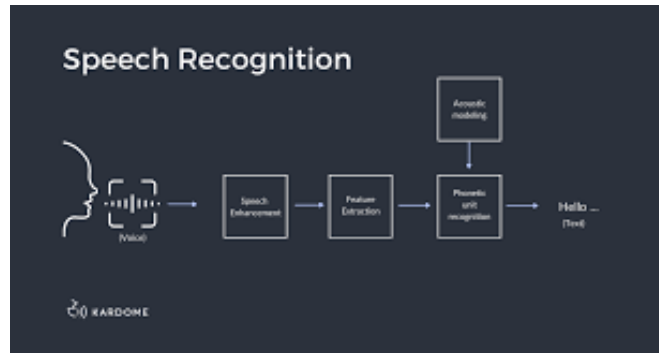 Speech Recognition
Acoustic
modeling
Speech
Enhancement
Feature
Extraction
Phonetic
unit
recognition
Hello ...
(Text)
(Voice)
KARDOME